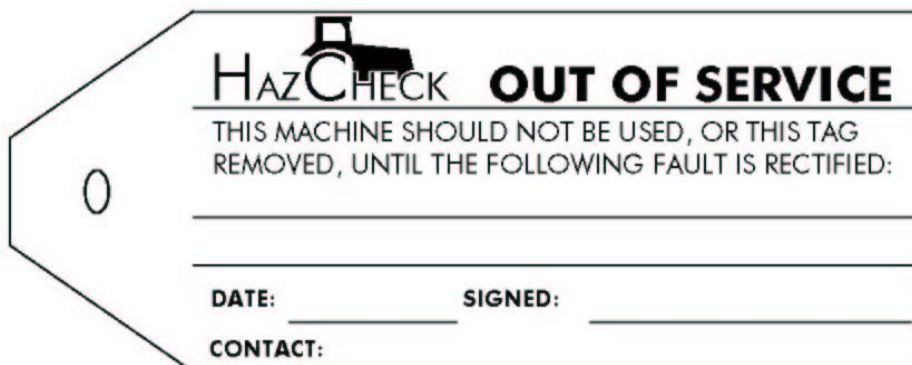 HAZCHECK OUT OF SERVICE
THIS MACHINE SHOULD NOT BE USED, OR THIS TAG
REMOVED, UNTIL THE FOLLOWING FAULT IS RECTIFIED:
DATE: SIGNED:
CONTACT: